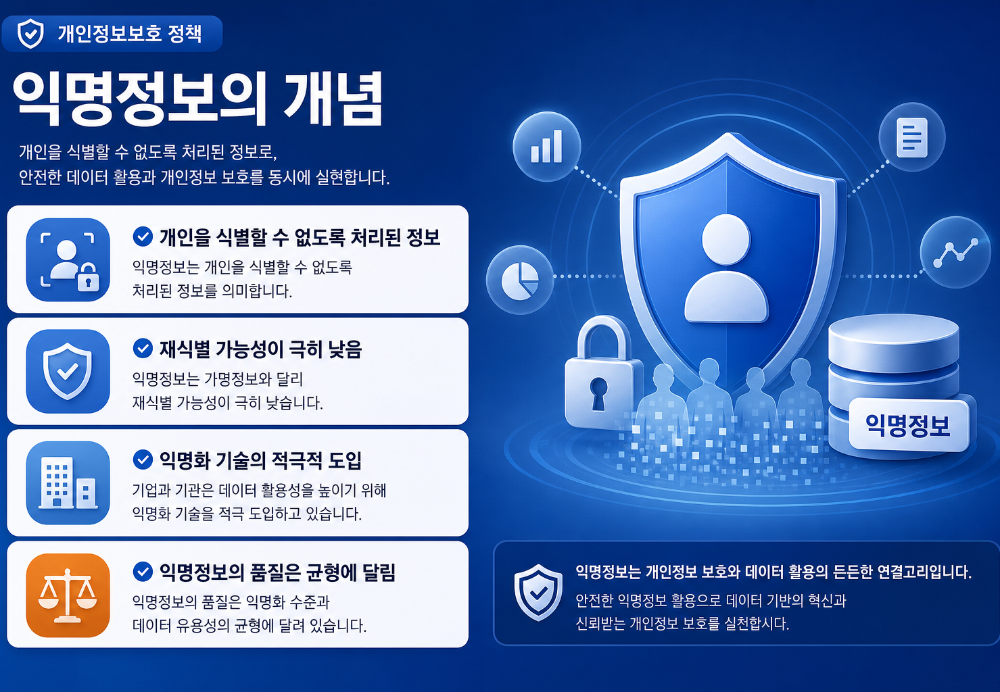 개인정보보호 정책
익명정보의 개념
개인을 식별할 수 없도록 처리된 정보로,
안전한 데이터 활용과 개인정보 보호를 동시에 실현합니다.
개인을 식별할 수 없도록 처리된 정보
익명정보는 개인을 식별할 수 없도록
처리된 정보를 의미합니다.
재식별 가능성이 극히 낮음
익명정보는 가명정보와 달리
재식별 가능성이 극히 낮습니다.
익명화 기술의 적극적 도입
기업과 기관은 데이터 활용성을 높이기 위해
익명화 기술을 적극 도입하고 있습니다.
익명정보의 품질은 균형에 달림
익명정보의 품질은 익명화 수준과
데이터 유용성의 균형에 달려 있습니다.
익명정보
익명정보는 개인정보 보호와 데이터 활용의 든든한 연결고리입니다.
안전한 익명정보 활용으로 데이터 기반의 혁신과
신뢰받는 개인정보 보호를 실천합시다.